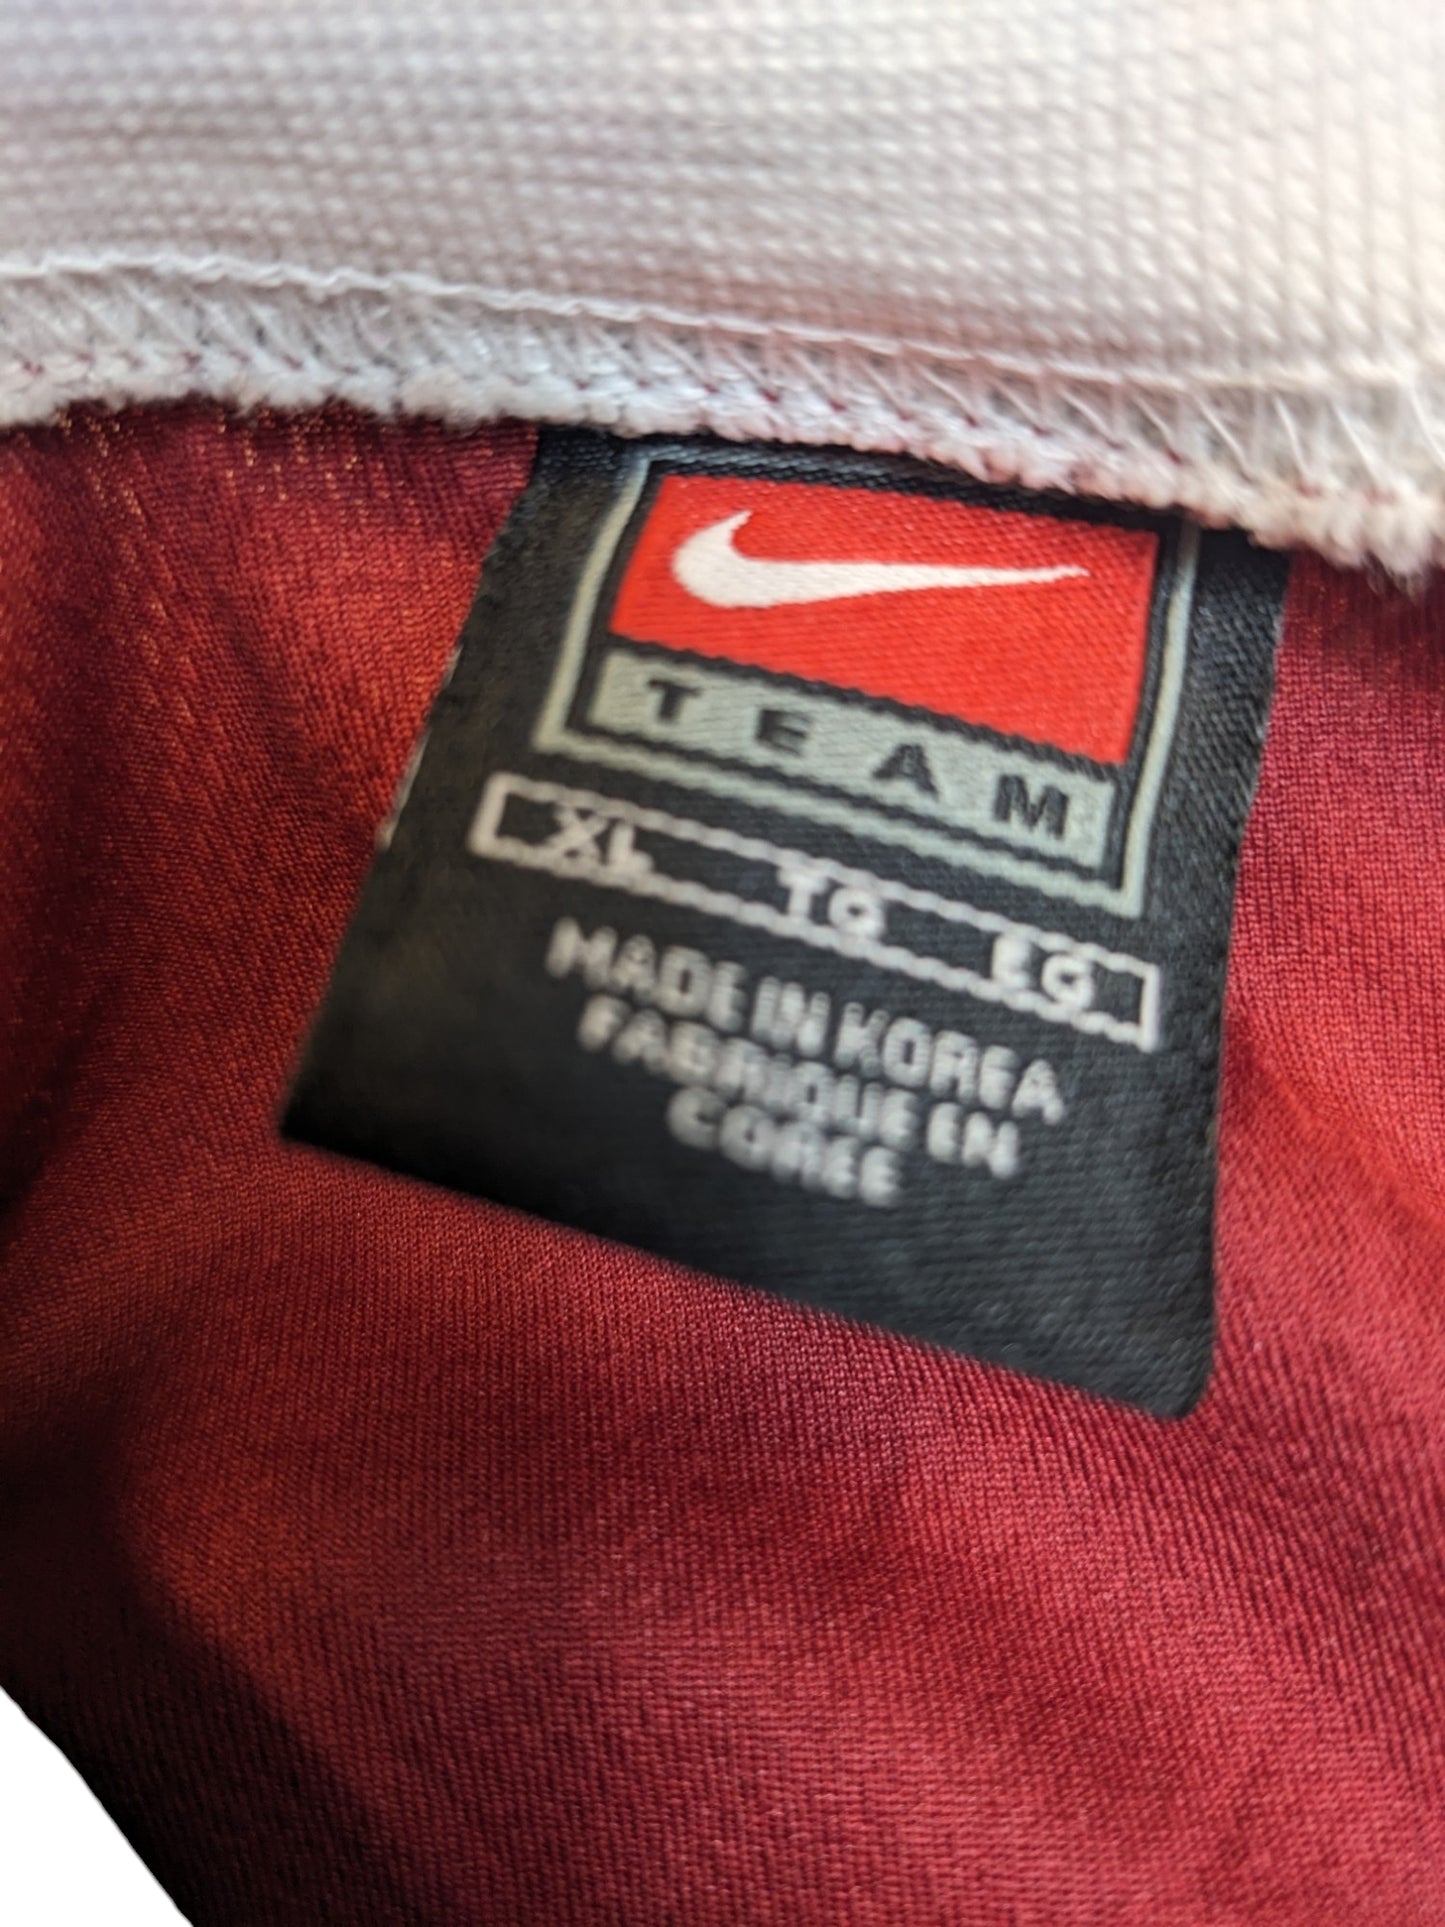 TEAM
XL TG EG
MADE IN KOREA
FABRIQUE EN
COREE